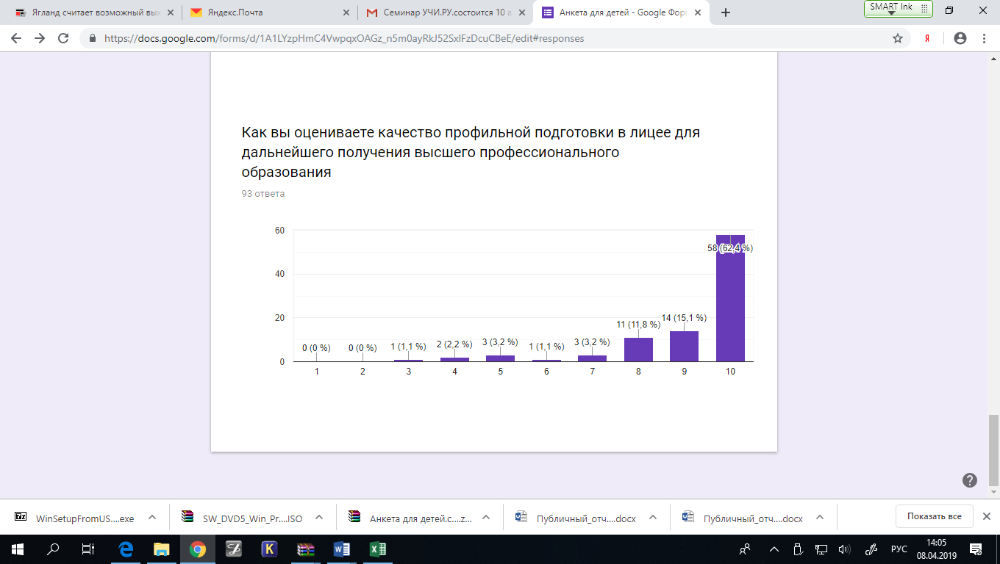 Ягланд считает возможный вы
Яндекс.Почта
Семинар УЧИ.РУ.состоится 10 а
Анкета для детей - Google Фор
SMART Ink
https://docs.google.com/forms/d/1A1LYzpHmC4VwpqxOAGz_n5m0ayRkJ52SxlFzDcuCBeE/edit#responses
Я
Как вы оцениваете качество профильной подготовки в лицее для
дальнейшего получения высшего профессионального
образования
93 ответа
60
40
20
0
0 (0 %)
0 (0 %)
1 (1,1 %)
2 (2,2 %)
3 (3,2 %)
1 (1,1 %)
3 (3,2 %)
11 (11,8 %)
14 (15,1 %)
58 (62,4 %)
1 2 3 4 5 6 7 8 9 10
WinSetupFromUS....exe
SW_DVD5_Win_Pr....ISO
Анкета для детей.c....z...
Публичный_отч....docx
Публичный_отч....docx
Показать все
РУС
14:05
08.04.2019